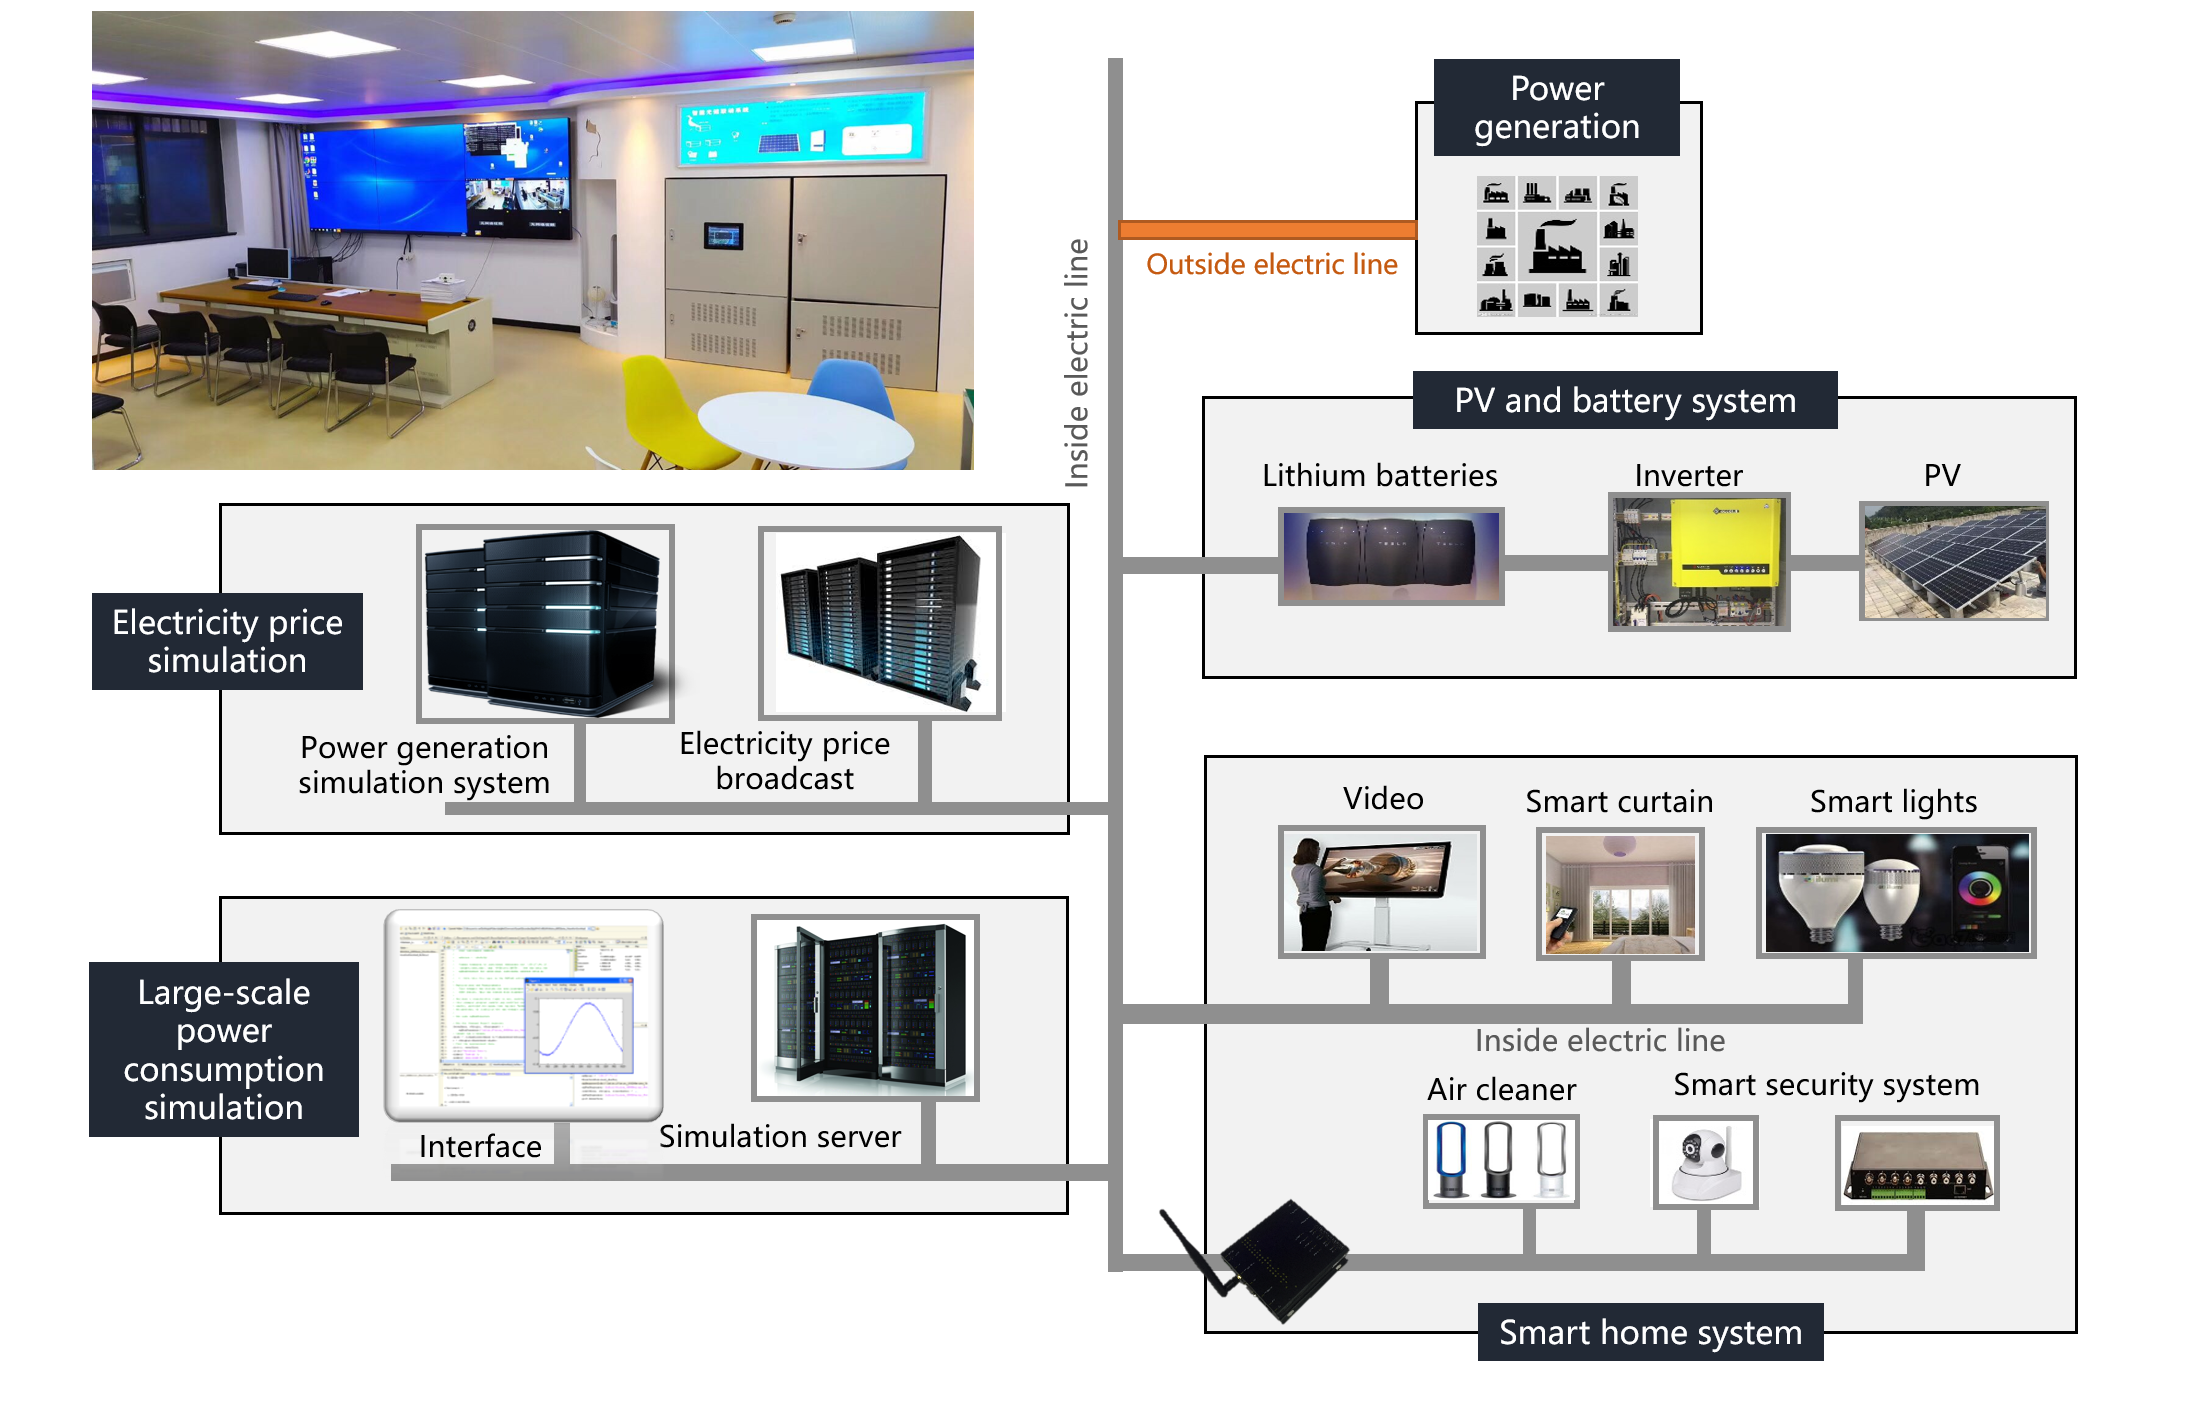 Power
generation
Outside electric line
Inside electric line
PV and battery system
Lithium batteries
Inverter
PV
TESLA
Electricity price
simulation
Power generation
simulation system
Electricity price
broadcast
Large-scale
power
consumption
simulation
Interface
Simulation server
Video
Smart curtain
Smart lights
Inside electric line
Air cleaner
Smart security system
Smart home system